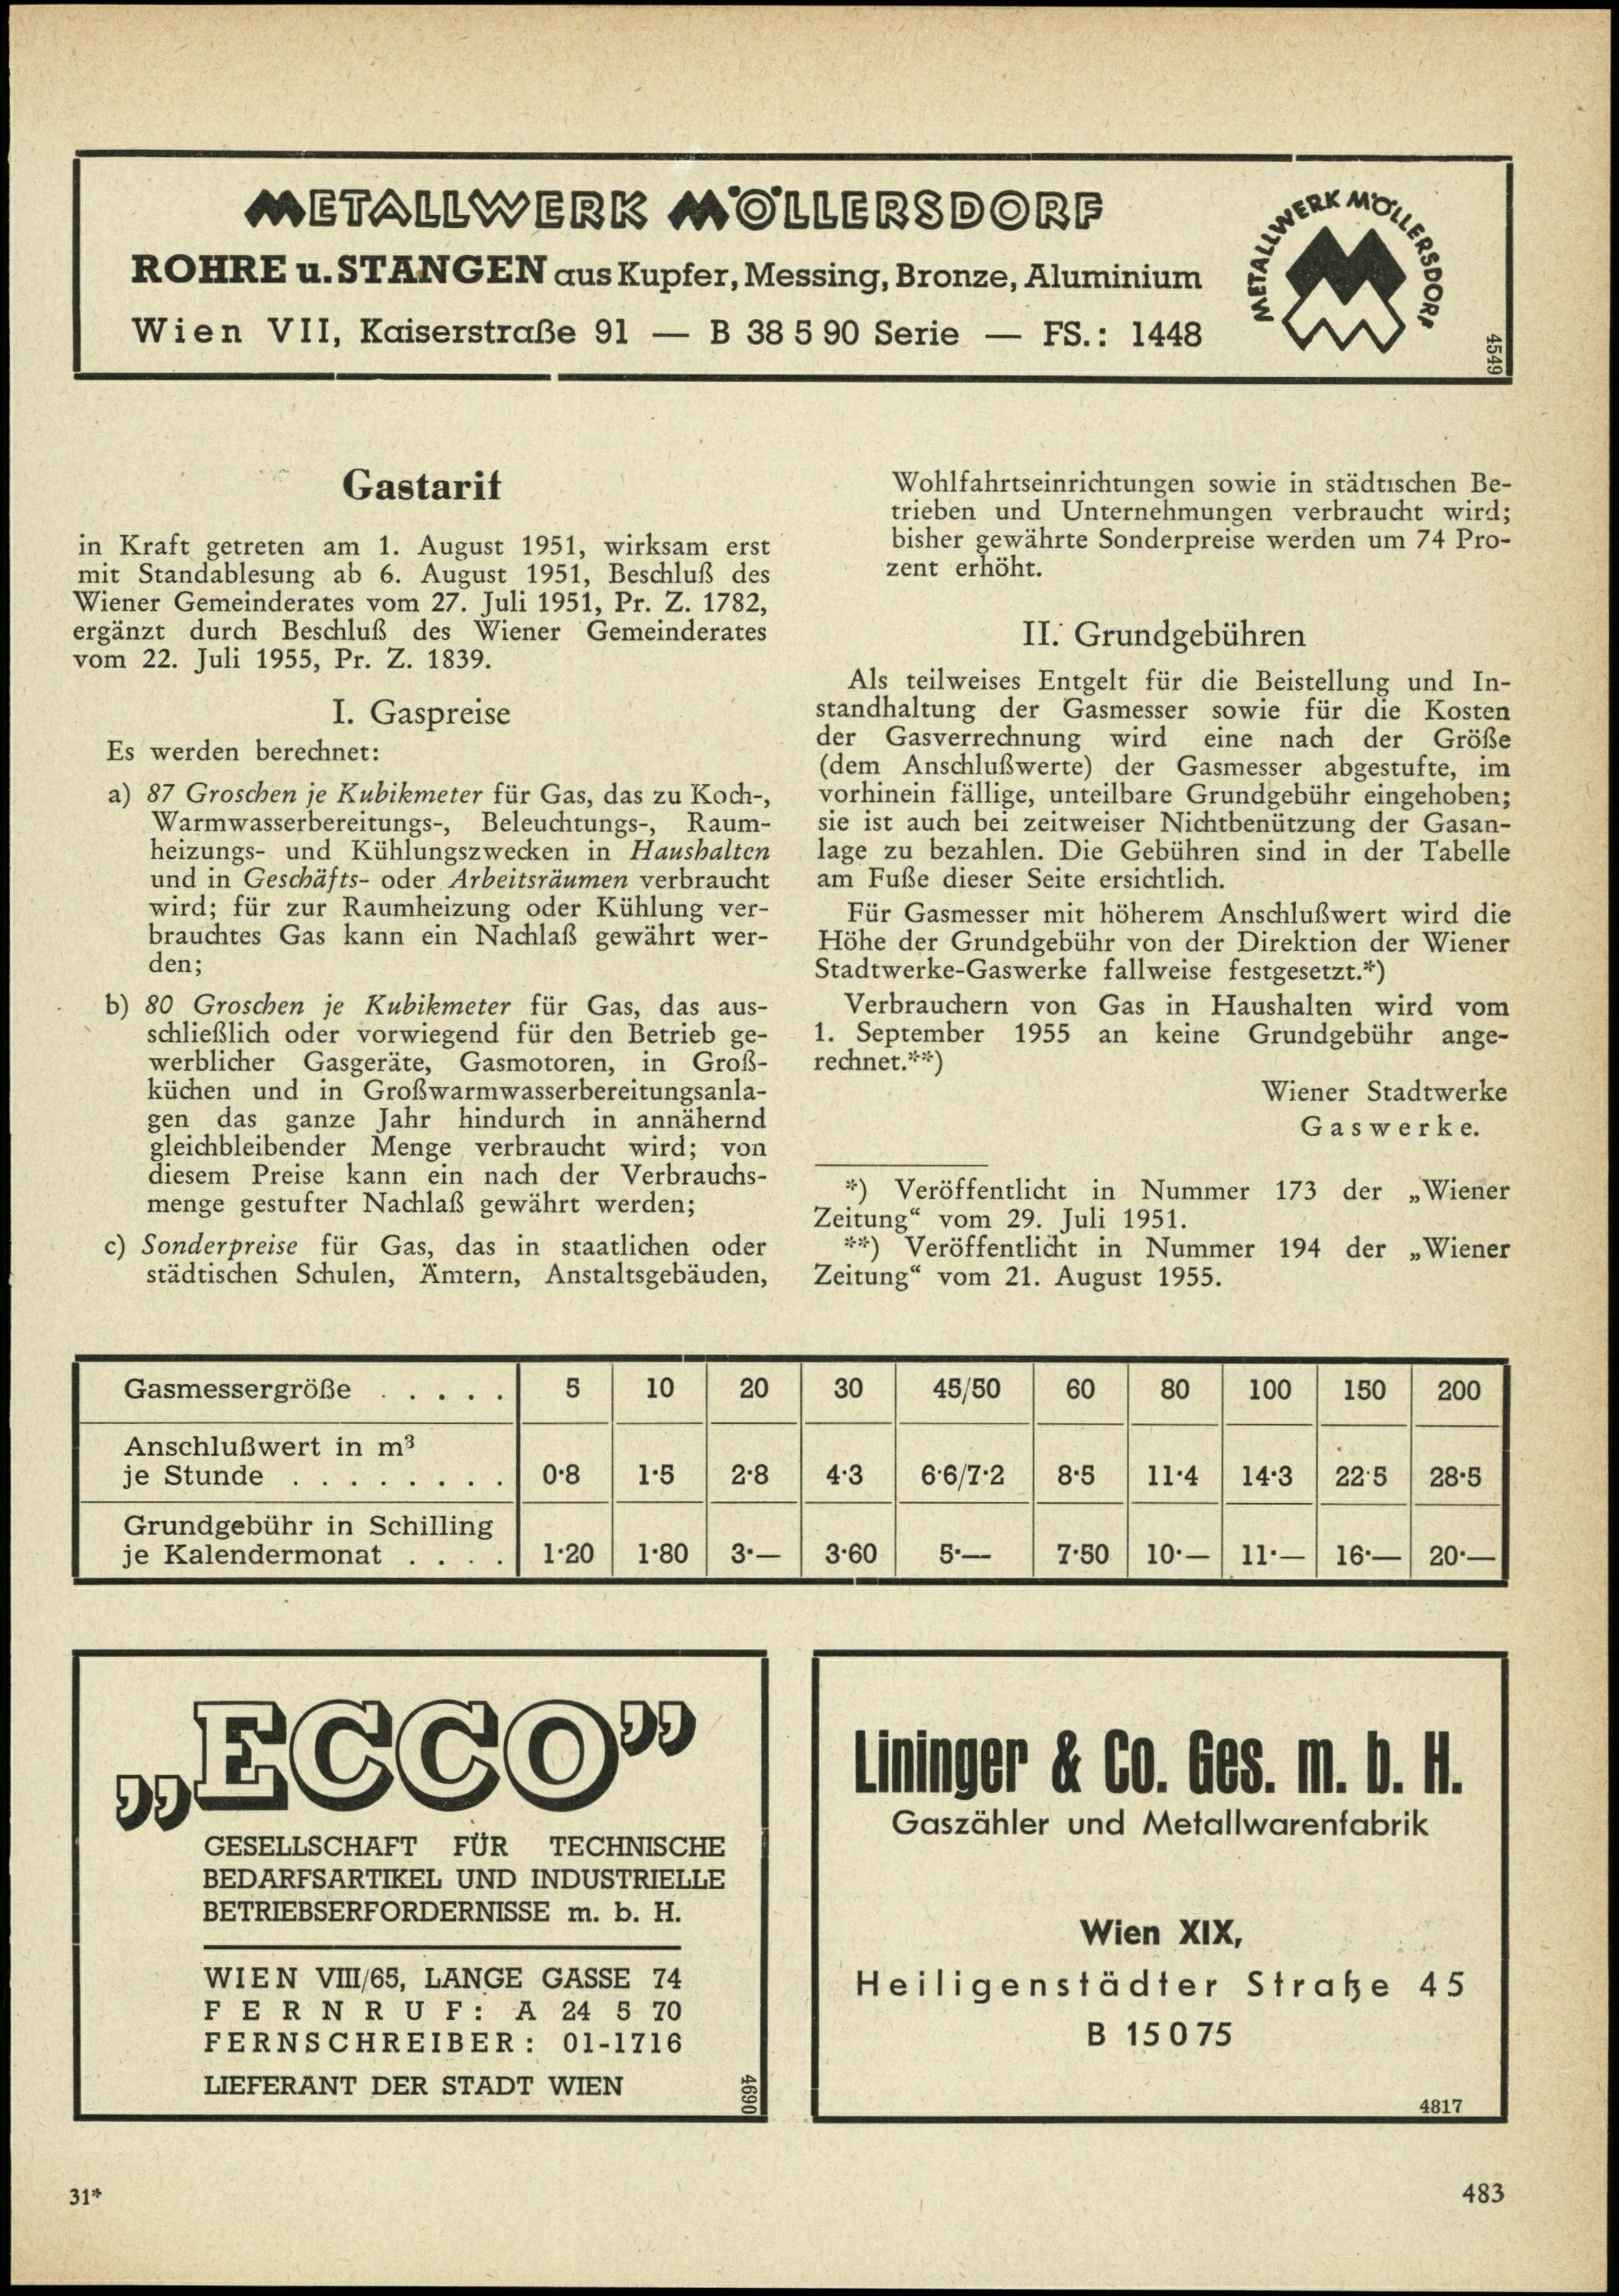 METALLWERK MÖLLERSDORF
ROHRE u. STANGEN aus Kupfer, Messing, Bronze, Aluminium
Wien VII, Kaiserstraße 91 — B 38 5 90 Serie — FS.: 1448
METALLWERK MÖLLERSDORF
4549
Gastarif
in Kraft getreten am 1. August 1951, wirksam erst
mit Standablesung ab 6. August 1951, Beschluß des
Wiener Gemeinderates vom 27. Juli 1951, Pr. Z. 1782,
ergänzt durch Beschluß des Wiener Gemeinderates
vom 22. Juli 1955, Pr. Z. 1839.
I. Gaspreise
Es werden berechnet:
a) 87 Groschen je Kubikmeter für Gas, das zu Koch-,
Warmwasserbereitungs-, Beleuchtungs-, Raum-
heizungs- und Kühlungszwecken in Haushalten
und in Geschäfts- oder Arbeitsräumen verbraucht
wird; für zur Raumheizung oder Kühlung ver-
brauchtes Gas kann ein Nachlaß gewährt wer-
den;
b) 80 Groschen je Kubikmeter für Gas, das aus-
schließlich oder vorwiegend für den Betrieb ge-
werblicher Gasgeräte, Gasmotoren, in Groß-
küchen und in Großwarmwasserbereitungsanla-
gen das ganze Jahr hindurch in annähernd
gleichbleibender Menge verbraucht wird; von
diesem Preise kann ein nach der Verbrauchs-
menge gestufter Nachlaß gewährt werden;
c) Sonderpreise für Gas, das in staatlichen oder
städtischen Schulen, Ämtern, Anstaltsgebäuden,
Wohlfahrtseinrichtungen sowie in städtischen Be-
trieben und Unternehmungen verbraucht wird;
bisher gewährte Sonderpreise werden um 74 Pro-
zent erhöht.
II. Grundgebühren
Als teilweises Entgelt für die Beistellung und In-
standhaltung der Gasmesser sowie für die Kosten
der Gasverrechnung wird eine nach der Größe
(dem Anschlußwerte) der Gasmesser abgestufte, im
vorhinein fällige, unteilbare Grundgebühr eingehoben;
sie ist auch bei zeitweiser Nichtbenützung der Gasan-
lage zu bezahlen. Die Gebühren sind in der Tabelle
am Fuße dieser Seite ersichtlich.
Für Gasmesser mit höherem Anschlußwert wird die
Höhe der Grundgebühr von der Direktion der Wiener
Stadtwerke-Gaswerke fallweise festgesetzt.*)
Verbrauchern von Gas in Haushalten wird vom
1. September 1955 an keine Grundgebühr ange-
rechnet.**)
Wiener Stadtwerke
Gaswerke.
*) Veröffentlicht in Nummer 173 der „Wiener
Zeitung“ vom 29. Juli 1951.
**) Veröffentlicht in Nummer 194 der „Wiener
Zeitung“ vom 21. August 1955.
Gasmessergröße . . . . . 5 10 20 30 45/50 60 80 100 150 200
Anschlußwert in m³
je Stunde . . . . . . . . 0·8 1·5 2·8 4·3 6·6/7·2 8·5 11·4 14·3 22·5 28·5
Grundgebühr in Schilling
je Kalendermonat . . . . 1·20 1·80 3·— 3·60 5·— 7·50 10·— 11·— 16·— 20·—
„ECCO”
GESELLSCHAFT FÜR TECHNISCHE
BEDARFSARTIKEL UND INDUSTRIELLE
BETRIEBSERFORDERNISSE m. b. H.
WIEN VIII/65, LANGE GASSE 74
FERNRUF: A 24 5 70
FERNSCHREIBER: 01-1716
LIEFERANT DER STADT WIEN
4690
Lininger & Co. Ges. m. b. H.
Gaszähler und Metallwarenfabrik
Wien XIX,
Heiligenstädter Straße 45
B 15 0 75
4817
31*
483